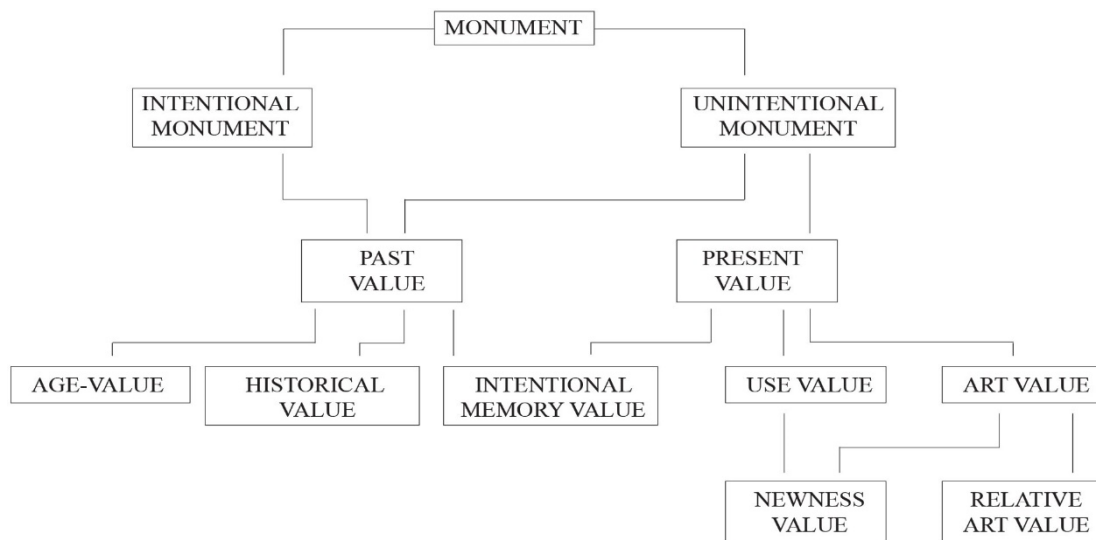 MONUMENT
INTENTIONAL
MONUMENT
UNINTENTIONAL
MONUMENT
PAST
VALUE
PRESENT
VALUE
AGE-VALUE
HISTORICAL
VALUE
INTENTIONAL
MEMORY VALUE
USE VALUE
ART VALUE
NEWNESS
VALUE
RELATIVE
ART VALUE